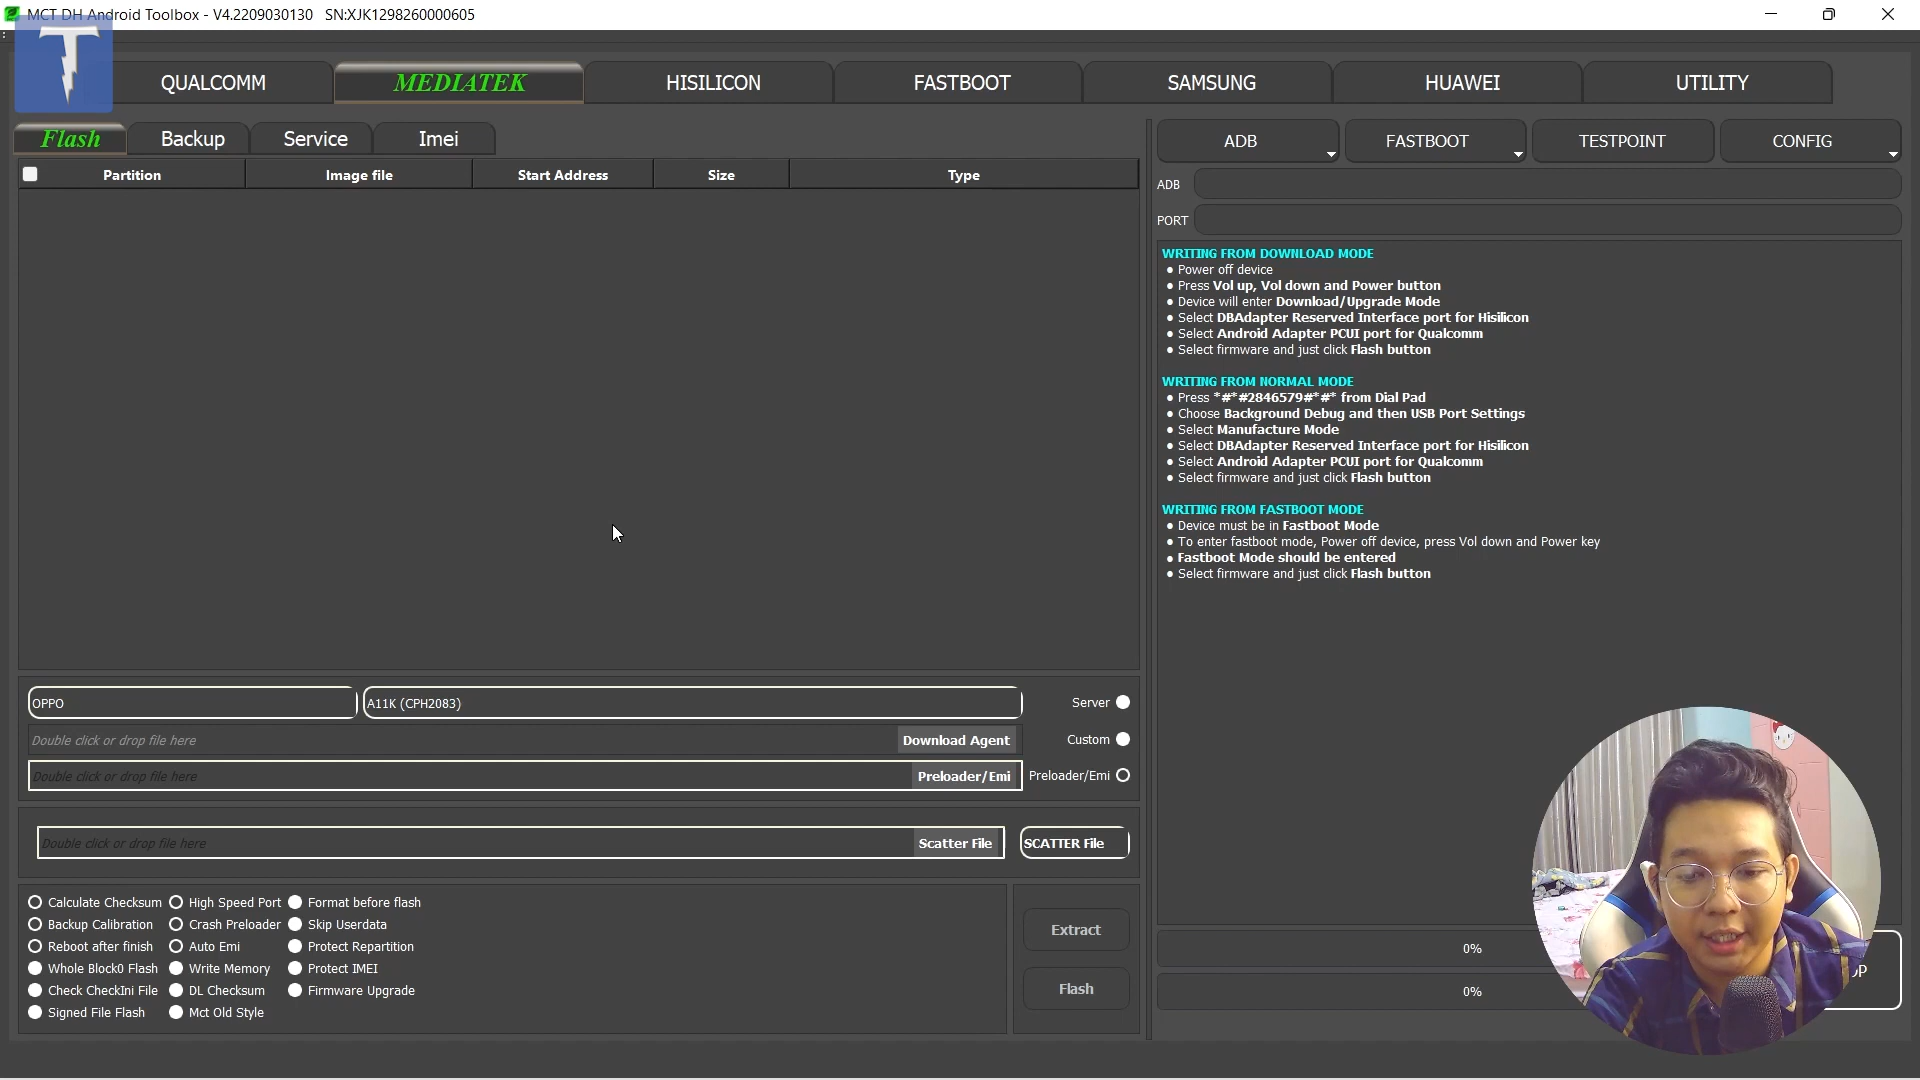 MCT DH Android Toolbox - V4.2209030130   SN:XJK1298260000605
T
QUALCOMM
MEDIATEK
HISILICON
FASTBOOT
SAMSUNG
HUAWEI
UTILITY
Flash
Backup
Service
Imei
Partition
Image file
Start Address
Size
Type
OPPO
A11K (CPH2083)
Server
Double click or drop file here
Download Agent
Custom
Double click or drop file here
Preloader/Emi
Preloader/Emi
Double click or drop file here
Scatter File
SCATTER File
Calculate Checksum
High Speed Port
Format before flash
Backup Calibration
Crash Preloader
Skip Userdata
Reboot after finish
Auto Emi
Protect Repartition
Whole Block0 Flash
Write Memory
Protect IMEI
Check CheckIni File
DL Checksum
Firmware Upgrade
Signed File Flash
Mct Old Style
Extract
Flash
ADB
FASTBOOT
TESTPOINT
CONFIG
ADB
PORT
WRITING FROM DOWNLOAD MODE
● Power off device
● Press Vol up, Vol down and Power button
● Device will enter Download/Upgrade Mode
● Select DBAdapter Reserved Interface port for Hisilicon
● Select Android Adapter PCUI port for Qualcomm
● Select firmware and just click Flash button
WRITING FROM NORMAL MODE
● Press *#*#2846579#*#* from Dial Pad
● Choose Background Debug and then USB Port Settings
● Select Manufacture Mode
● Select DBAdapter Reserved Interface port for Hisilicon
● Select Android Adapter PCUI port for Qualcomm
● Select firmware and just click Flash button
WRITING FROM FASTBOOT MODE
● Device must be in Fastboot Mode
● To enter fastboot mode, Power off device, press Vol down and Power key
● Fastboot Mode should be entered
● Select firmware and just click Flash button
0%
0%